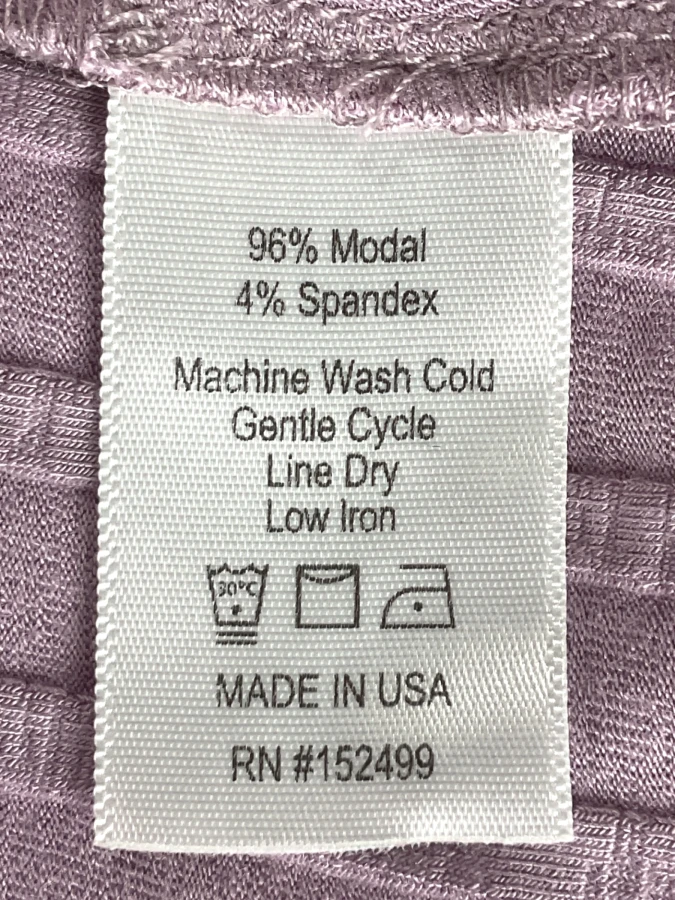 96% Modal
4% Spandex
Machine Wash Cold
Gentle Cycle
Line Dry
Low Iron
30°C
MADE IN USA
RN #152499